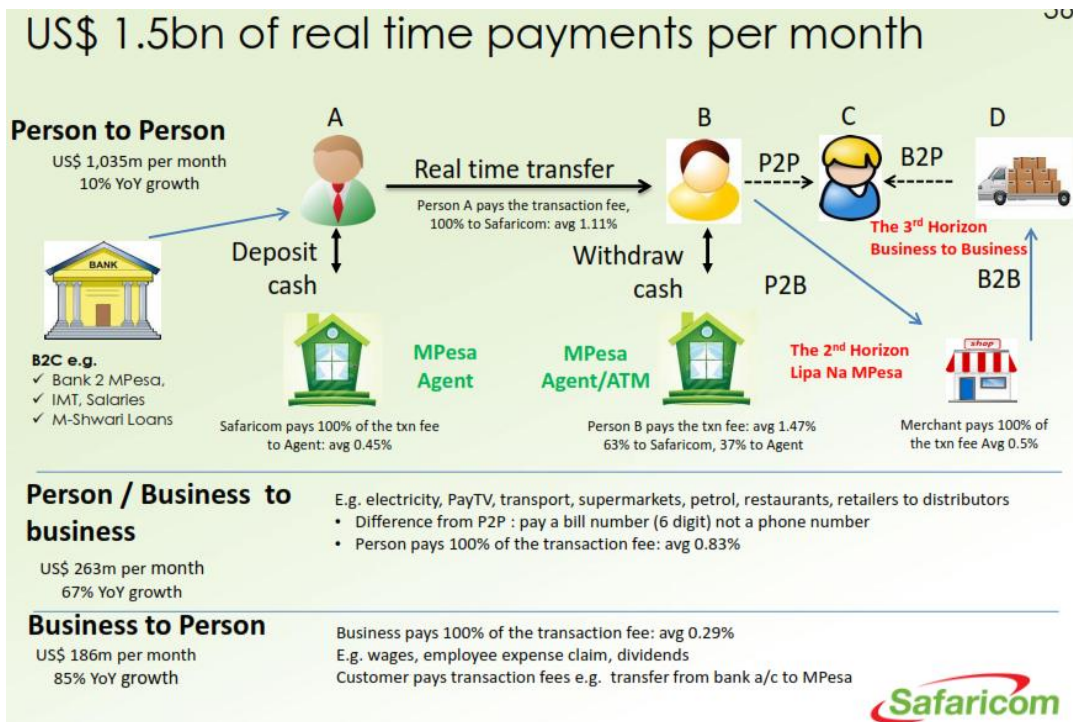 US$ 1.5bn of real time payments per month
Person to Person
US$ 1,035m per month
10% YoY growth
A
B
C
D
Real time transfer
Person A pays the transaction fee,
100% to Safaricom: avg 1.11%
P2P
B2P
The 3rd Horizon
Business to Business
BANK
Deposit
cash
Withdraw
cash
P2B
B2B
B2C e.g.
✓ Bank 2 MPesa,
✓ IMT, Salaries
✓ M-Shwari Loans
MPesa
Agent
MPesa
Agent/ATM
The 2nd Horizon
Lipa Na MPesa
shop
Safaricom pays 100% of the txn fee
to Agent: avg 0.45%
Person B pays the txn fee: avg 1.47%
63% to Safaricom, 37% to Agent
Merchant pays 100% of
the txn fee Avg 0.5%
Person / Business to
business
US$ 263m per month
67% YoY growth
E.g. electricity, PayTV, transport, supermarkets, petrol, restaurants, retailers to distributors
• Difference from P2P : pay a bill number (6 digit) not a phone number
• Person pays 100% of the transaction fee: avg 0.83%
Business to Person
US$ 186m per month
85% YoY growth
Business pays 100% of the transaction fee: avg 0.29%
E.g. wages, employee expense claim, dividends
Customer pays transaction fees e.g. transfer from bank a/c to MPesa
Safaricom